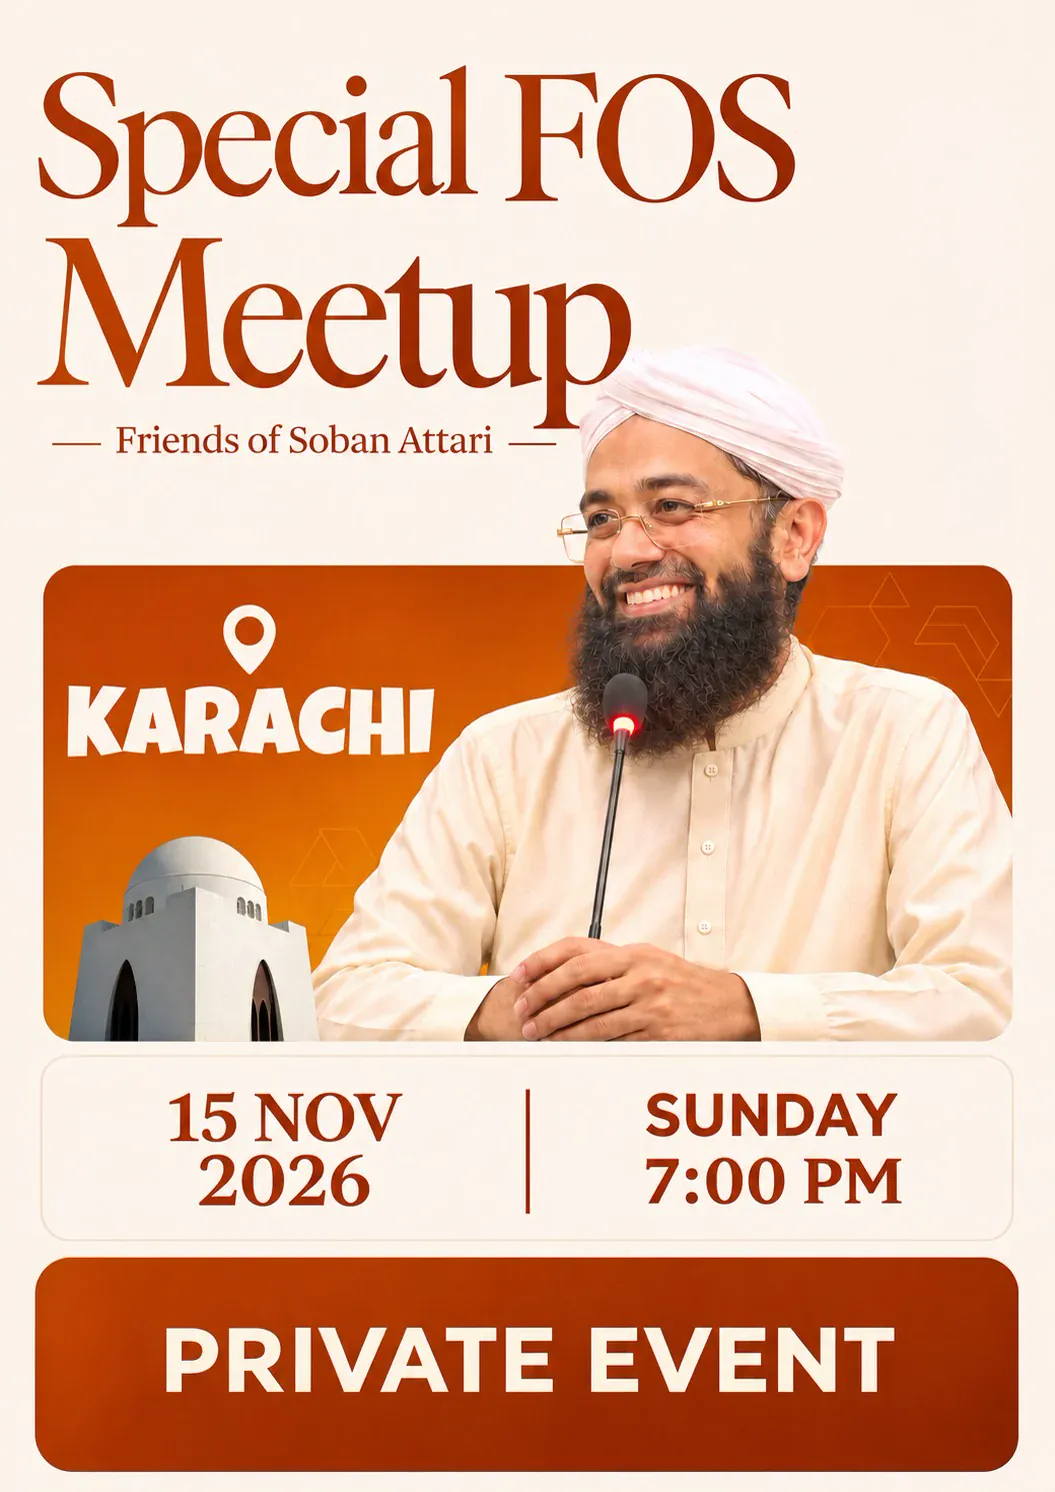 Special FOS
Meetup
Friends of Soban Attari
KARACHI
15 NOV
2026
SUNDAY
7:00 PM
PRIVATE EVENT